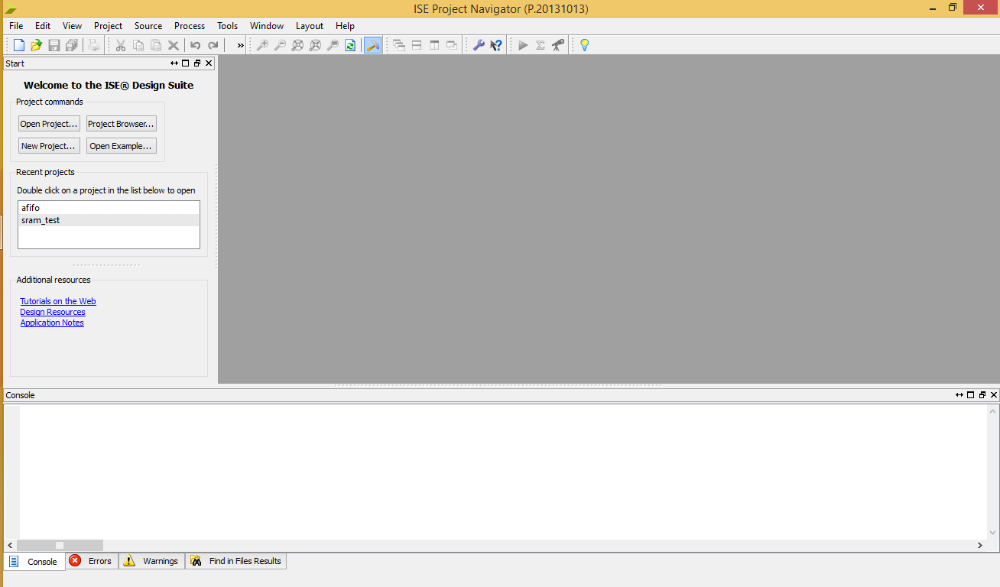 ISE Project Navigator (P.20131013)
File Edit View Project Source Process Tools Window Layout Help
Start
Welcome to the ISE® Design Suite
Project commands
Open Project... Project Browser...
New Project... Open Example...
Recent projects
Double click on a project in the list below to open
afifo
sram_test
Additional resources
Tutorials on the Web
Design Resources
Application Notes
Console
Console Errors Warnings Find in Files Results